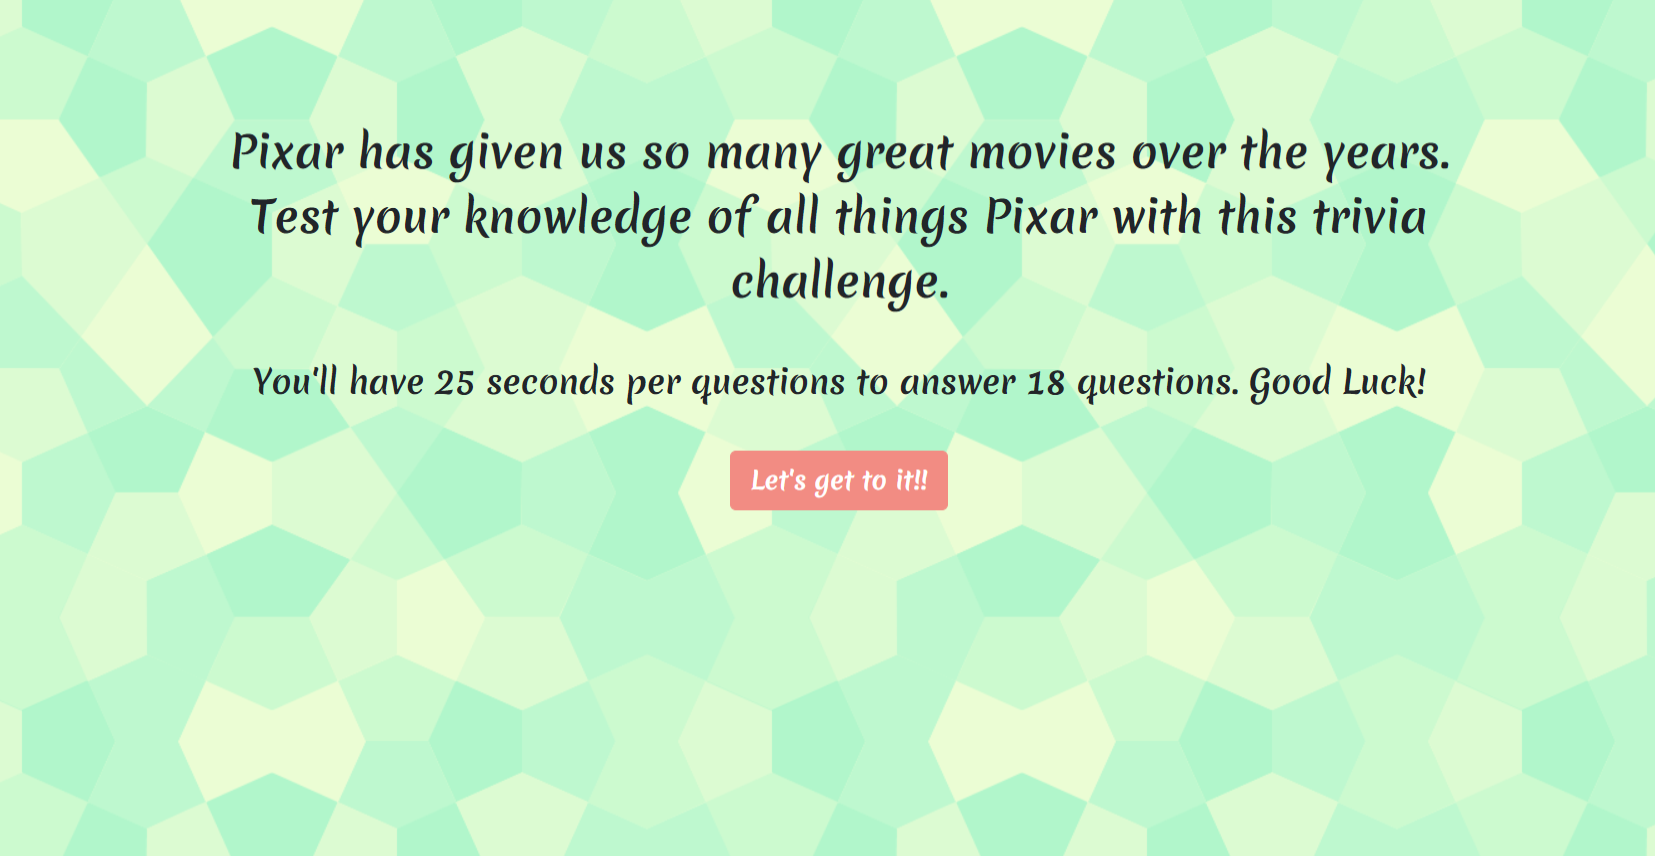 Pixar has given us so many great movies over the years.
Test your knowledge of all things Pixar with this trivia
challenge.
You'll have 25 seconds per questions to answer 18 questions. Good Luck!
Let's get to it!!